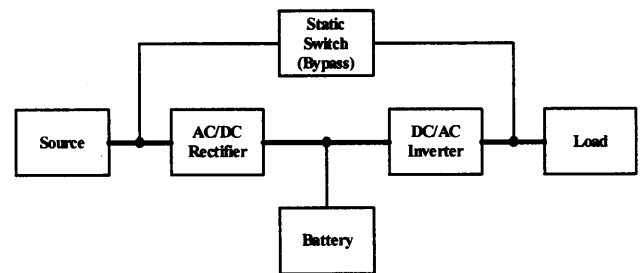 Static
Switch
(Bypass)
Source
AC/DC
Rectifier
DC/AC
Inverter
Load
Battery